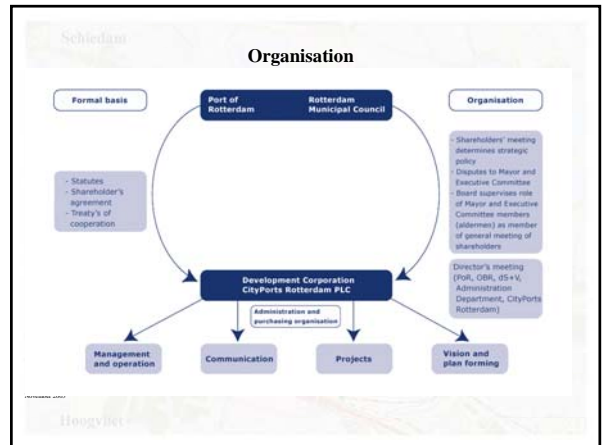 Schiedam
Organisation
Formal basis
Port of
Rotterdam
Rotterdam
Municipal Council
Organisation
- Statutes
- Shareholder's
agreement
- Treaty's of
cooperation
- Shareholders' meeting
determines strategic
policy
- Disputes to Mayor and
Executive Committee
- Board supervises role
of Mayor and Executive
Committee members
(aldermen) as member
of general meeting of
shareholders
Director's meeting
(PoR, OBR, dS+V,
Administration
Department, CityPorts
Rotterdam)
Development Corporation
CityPorts Rotterdam PLC
Administration and
purchasing organisation
Management
and operation
Communication
Projects
Vision and
plan forming
Hoogvliet